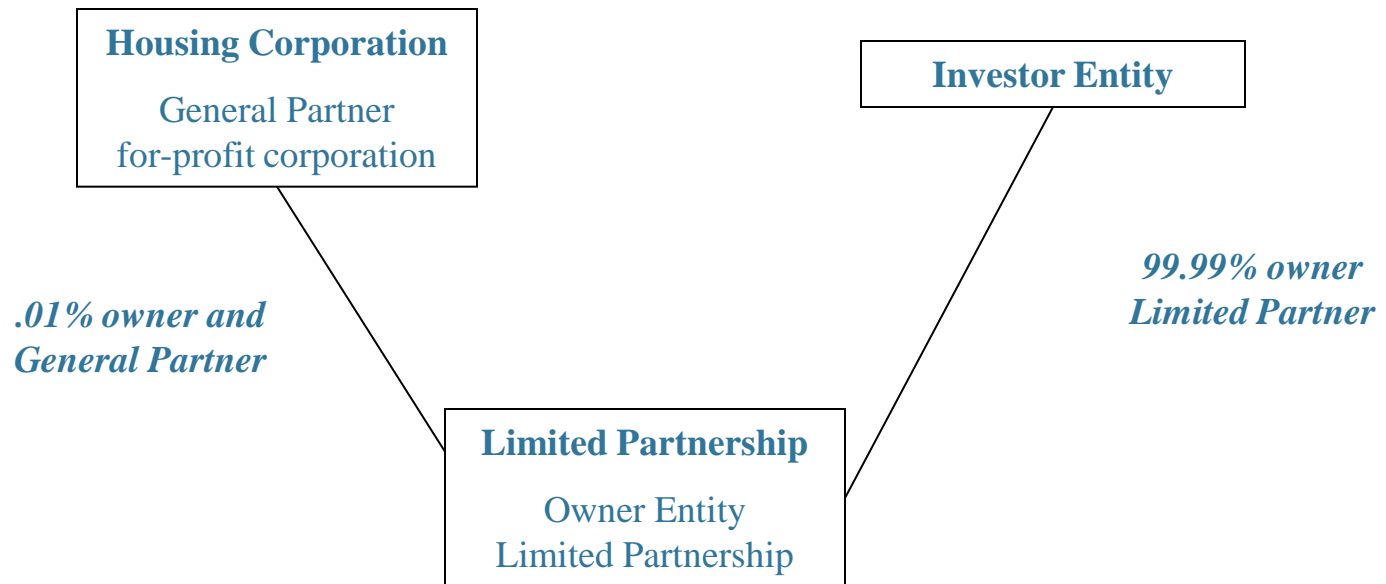 Housing Corporation
General Partner
for-profit corporation
Investor Entity
.01% owner and
General Partner
99.99% owner
Limited Partner
Limited Partnership
Owner Entity
Limited Partnership